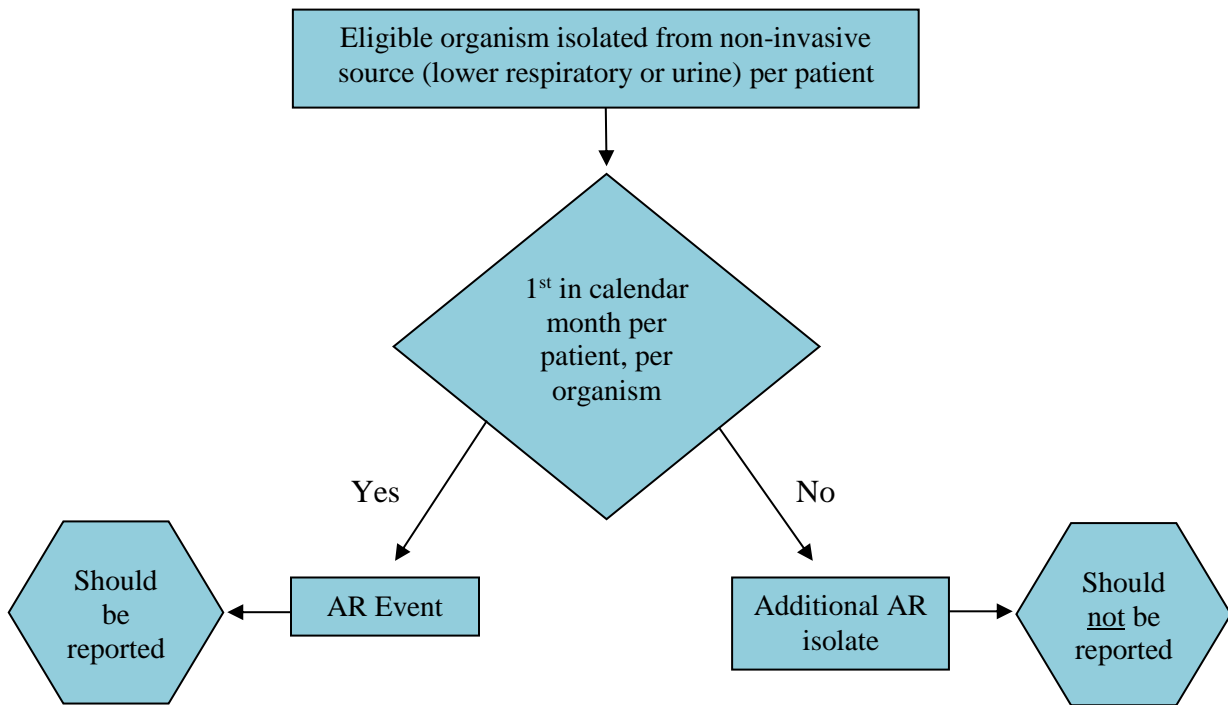 Eligible organism isolated from non-invasive
source (lower respiratory or urine) per patient
1st in calendar
month per
patient, per
organism
Yes
No
Should
be
reported
AR Event
Additional AR
isolate
Should
not be
reported